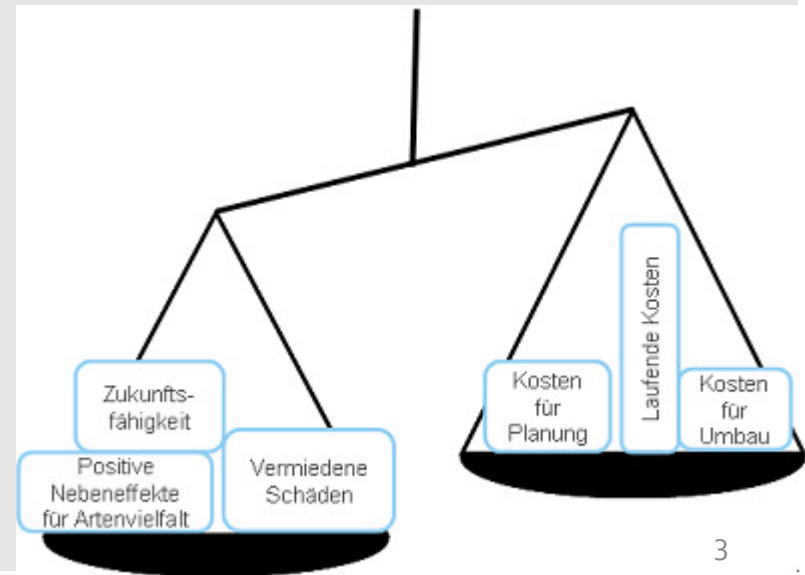 Zukunfts-
fähigkeit
Positive
Nebeneffekte
für Artenvielfalt
Vermiedene
Schäden
Kosten
für
Planung
Laufende Kosten
Kosten
für
Umbau
3